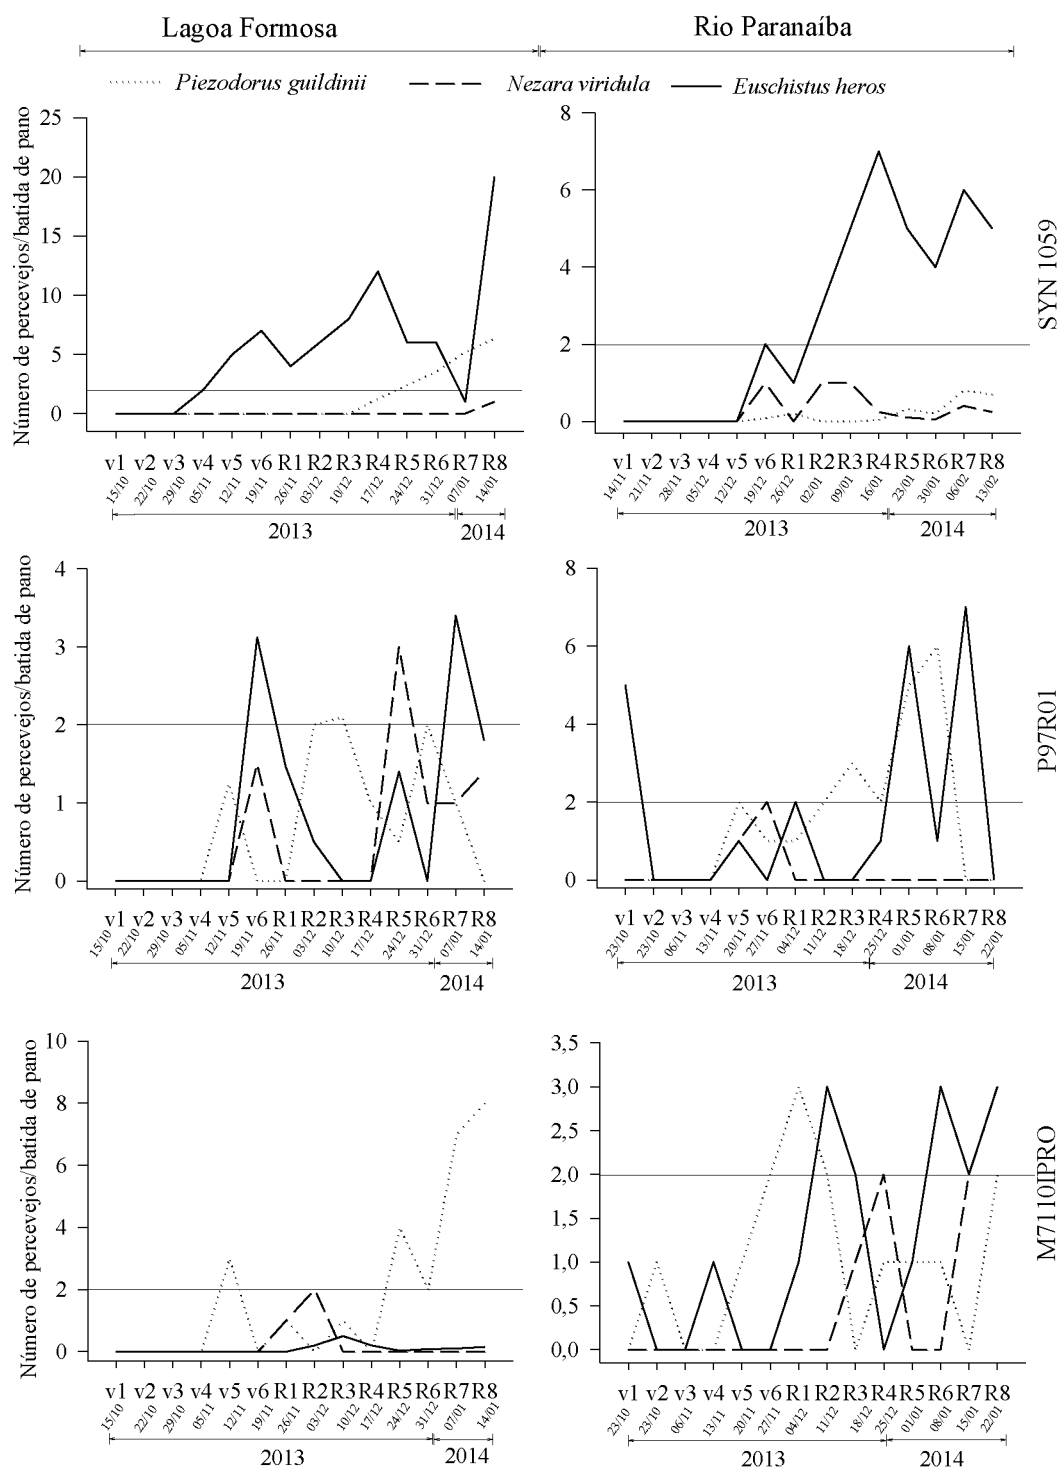 Lagoa Formosa
Rio Paranaíba
Piezodorus guildinii
Nezara viridula
Euschistus heros
Número de percevejos/batida de pano
25
20
15
10
5
0
v1 v2 v3 v4 v5 v6 R1 R2 R3 R4 R5 R6 R7 R8
15/10 22/10 29/10 05/11 12/11 19/11 26/11 03/12 10/12 17/12 24/12 31/12 07/01 14/01
2013 2014
8
6
4
2
0
v1 v2 v3 v4 v5 v6 R1 R2 R3 R4 R5 R6 R7 R8
14/11 21/11 28/11 05/12 12/12 19/12 26/12 02/01 09/01 16/01 23/01 30/01 06/02 13/02
2013 2014
SYN 1059
Número de percevejos/batida de pano
4
3
2
1
0
v1 v2 v3 v4 v5 v6 R1 R2 R3 R4 R5 R6 R7 R8
15/10 22/10 29/10 05/11 12/11 19/11 26/11 03/12 10/12 17/12 24/12 31/12 07/01 14/01
2013 2014
8
6
4
2
0
v1 v2 v3 v4 v5 v6 R1 R2 R3 R4 R5 R6 R7 R8
23/10 23/10 06/11 13/11 20/11 27/11 04/12 11/12 18/12 25/12 01/01 08/01 15/01 22/01
2013 2014
P97R01
Número de percevejos/batida de pano
10
8
6
4
2
0
v1 v2 v3 v4 v5 v6 R1 R2 R3 R4 R5 R6 R7 R8
15/10 22/10 29/10 05/11 12/11 19/11 26/11 03/12 10/12 17/12 24/12 31/12 07/01 14/01
2013 2014
3,5
3,0
2,5
2,0
1,5
1,0
0,5
0,0
v1 v2 v3 v4 v5 v6 R1 R2 R3 R4 R5 R6 R7 R8
23/10 23/10 06/11 13/11 20/11 27/11 04/12 11/12 18/12 25/12 01/01 08/01 15/01 22/01
2013 2014
M7110IPRO